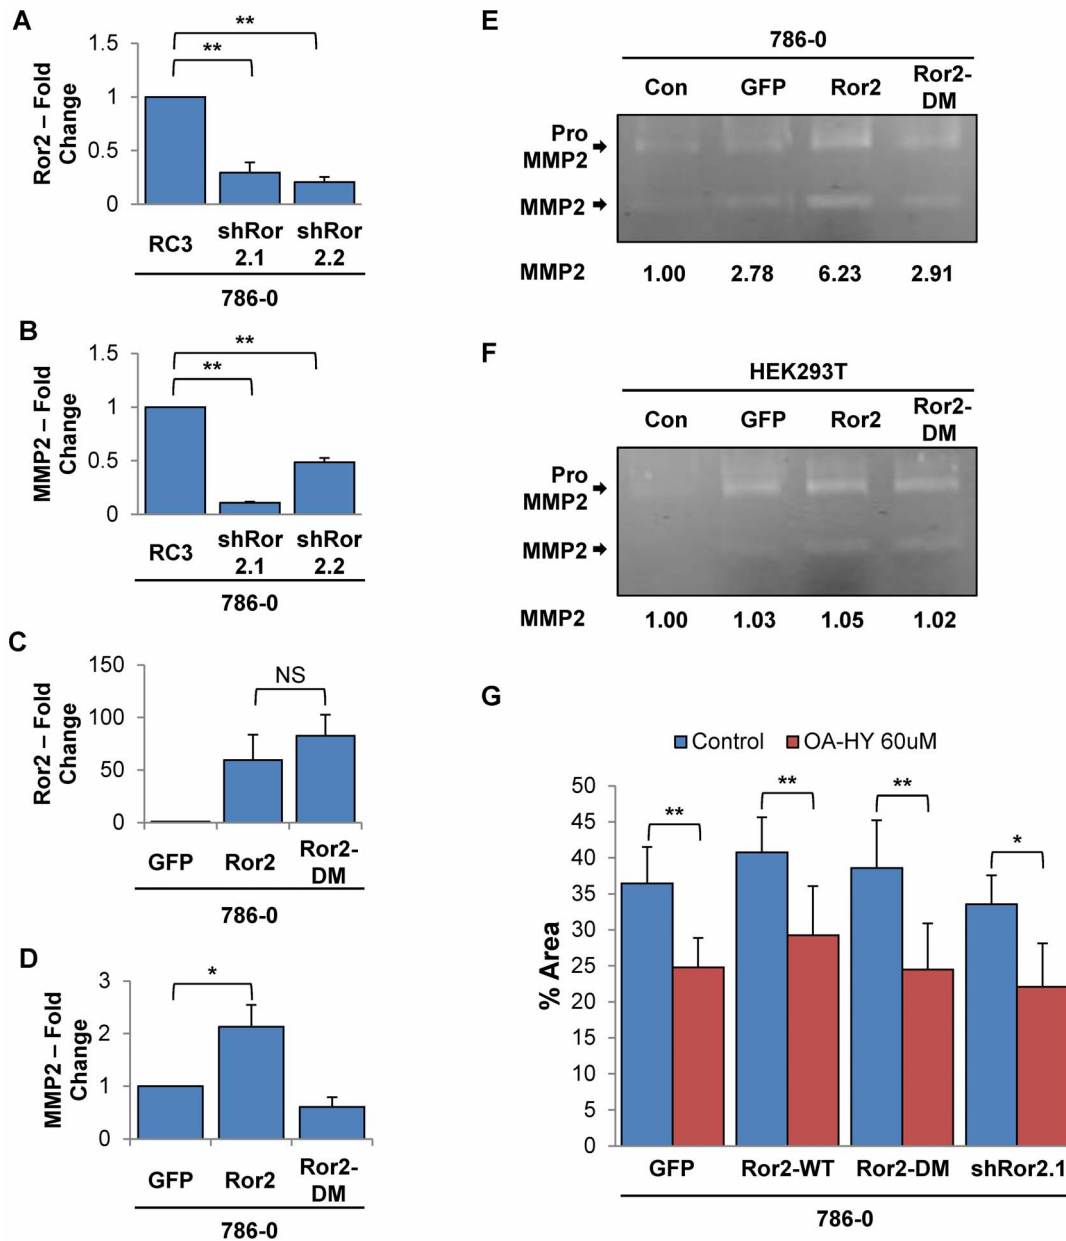 A
Ror2 – Fold
Change
1.5
1
0.5
0
**
**
RC3
shRor
2.1
shRor
2.2
786-0
B
MMP2 – Fold
Change
1.5
1
0.5
0
**
**
RC3
shRor
2.1
shRor
2.2
786-0
C
Ror2 – Fold
Change
150
100
50
0
NS
GFP
Ror2
Ror2-
DM
786-0
D
MMP2 – Fold
Change
3
2
1
0
*
GFP
Ror2
Ror2-
DM
786-0
E
786-0
Con GFP Ror2 Ror2-
DM
Pro
MMP2
MMP2
MMP2 1.00 2.78 6.23 2.91
F
HEK293T
Con GFP Ror2 Ror2-
DM
Pro
MMP2
MMP2
MMP2 1.00 1.03 1.05 1.02
G
Control OA-HY 60uM
% Area
50
45
40
35
30
25
20
15
10
5
0
**
**
**
*
GFP Ror2-WT Ror2-DM shRor2.1
786-0